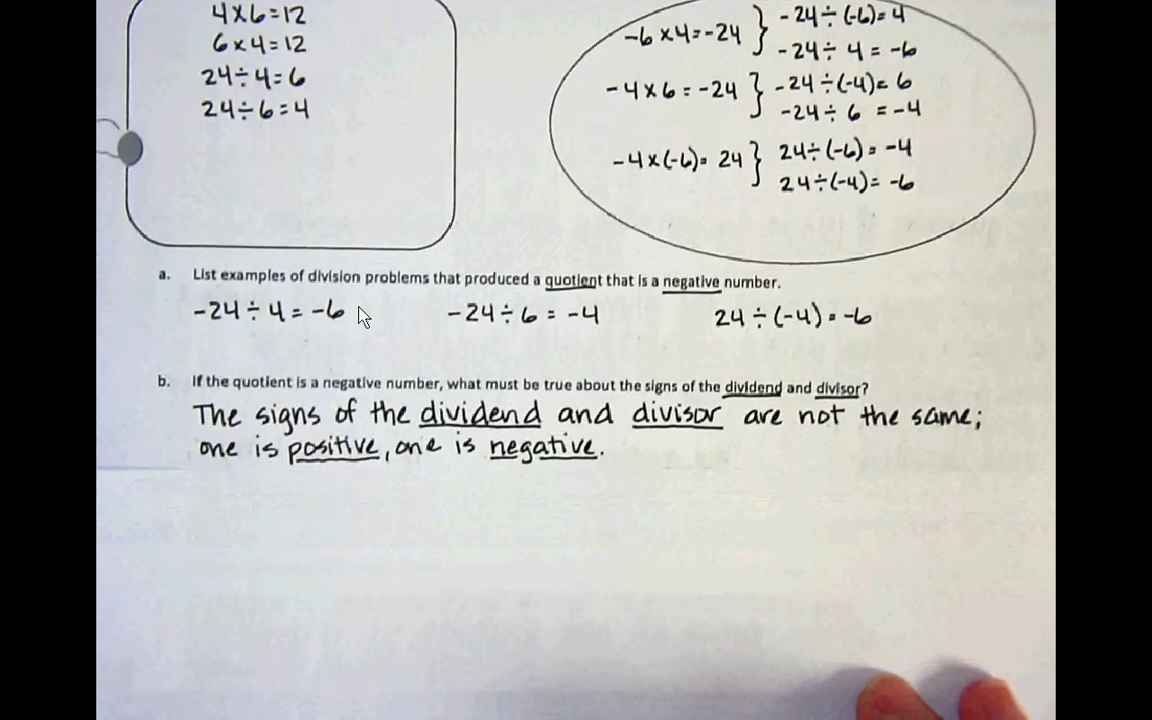 4×6=12
6×4=12
24÷4=6
24÷6=4
-6×4=-24 } -24÷(-6)=4
-24÷4=-6
-4×6=-24 } -24÷(-4)=6
-24÷6=-4
-4×(-6)=24 } 24÷(-6)=-4
24÷(-4)=-6
a. List examples of division problems that produced a quotient that is a negative number.
-24÷4=-6 -24÷6=-4 24÷(-4)=-6
b. If the quotient is a negative number, what must be true about the signs of the dividend and divisor?
The signs of the dividend and divisor are not the same;
one is positive, one is negative.